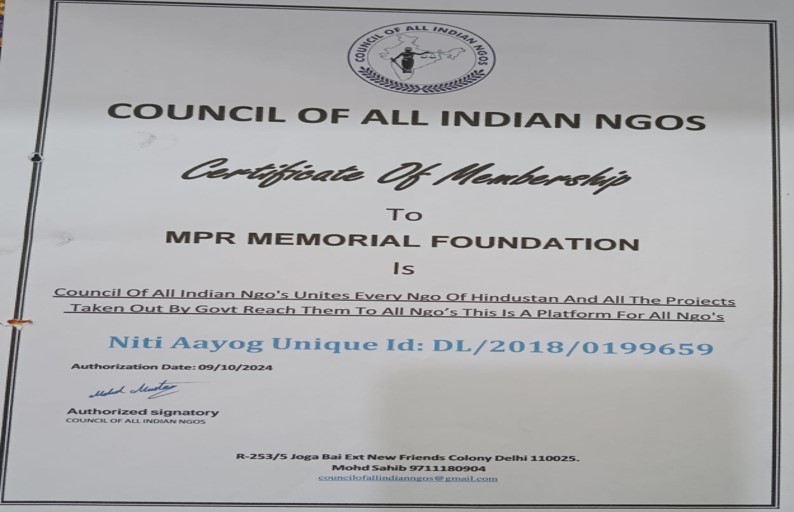 COUNCIL OF ALL INDIAN NGOS
COUNCIL OF ALL INDIAN NGOS
Certificate Of Membership
To
MPR MEMORIAL FOUNDATION
Is
Council Of All Indian Ngo's Unites Every Ngo Of Hindustan And All The Projects
Taken Out By Govt Reach Them To All Ngo's This Is A Platform For All Ngo's
Niti Aayog Unique Id: DL/2018/0199659
Authorization Date: 09/10/2024
Authorized signatory
COUNCIL OF ALL INDIAN NGOS
R-253/5 Joga Bai Ext New Friends Colony Delhi 110025.
Mohd Sahib 9711180904
councilofallindianngos@gmail.com